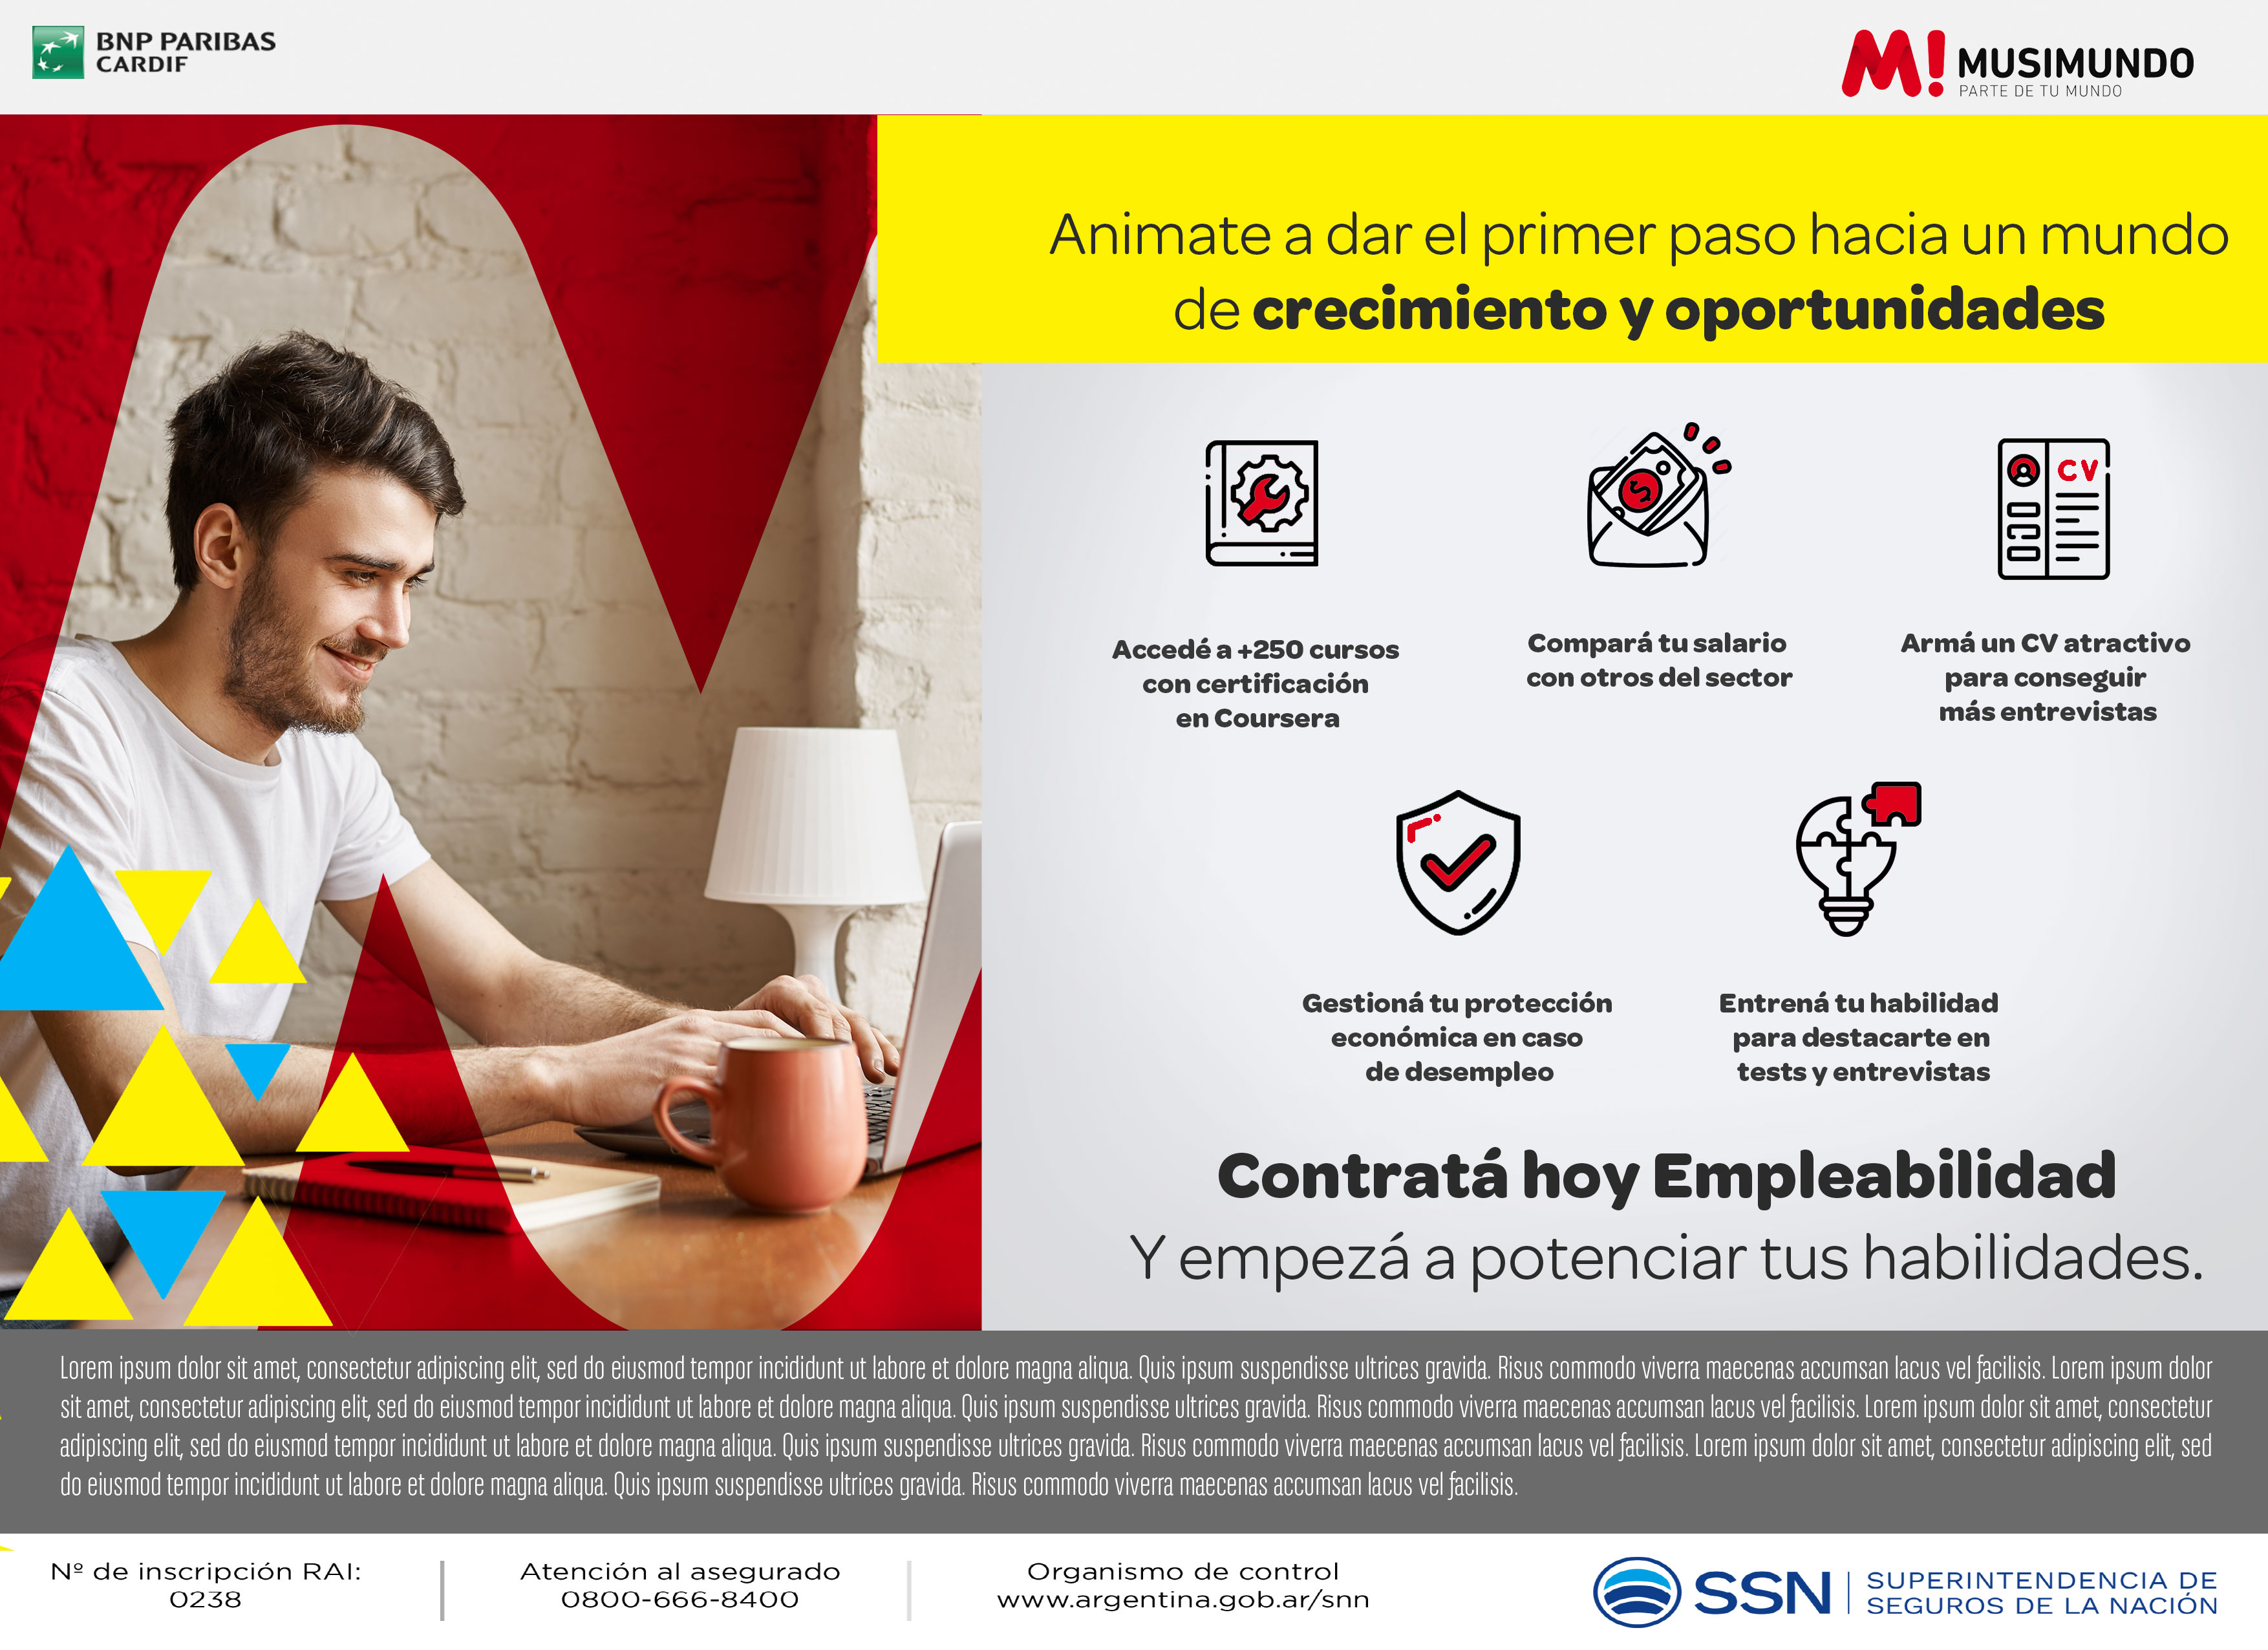 BNP PARIBAS
CARDIF
M! MUSIMUNDO
PARTE DE TU MUNDO
Animate a dar el primer paso hacia un mundo
de crecimiento y oportunidades
CV
Accedé a +250 cursos
con certificación
en Coursera
Compará tu salario
con otros del sector
Armá un CV atractivo
para conseguir
más entrevistas
Gestioná tu protección
económica en caso
de desempleo
Entrená tu habilidad
para destacarte en
tests y entrevistas
Contratá hoy Empleabilidad
Y empezá a potenciar tus habilidades.
Lorem ipsum dolor sit amet, consectetur adipiscing elit, sed do eiusmod tempor incididunt ut labore et dolore magna aliqua. Quis ipsum suspendisse ultrices gravida. Risus commodo viverra maecenas accumsan lacus vel facilisis. Lorem ipsum dolor
sit amet, consectetur adipiscing elit, sed do eiusmod tempor incididunt ut labore et dolore magna aliqua. Quis ipsum suspendisse ultrices gravida. Risus commodo viverra maecenas accumsan lacus vel facilisis. Lorem ipsum dolor sit amet, consectetur
adipiscing elit, sed do eiusmod tempor incididunt ut labore et dolore magna aliqua. Quis ipsum suspendisse ultrices gravida. Risus commodo viverra maecenas accumsan lacus vel facilisis. Lorem ipsum dolor sit amet, consectetur adipiscing elit, sed
do eiusmod tempor incididunt ut labore et dolore magna aliqua. Quis ipsum suspendisse ultrices gravida. Risus commodo viverra maecenas accumsan lacus vel facilisis.
Nº de inscripción RAI:
0238
Atención al asegurado
0800-666-8400
Organismo de control
www.argentina.gob.ar/snn
SSN
SUPERINTENDENCIA DE
SEGUROS DE LA NACIÓN